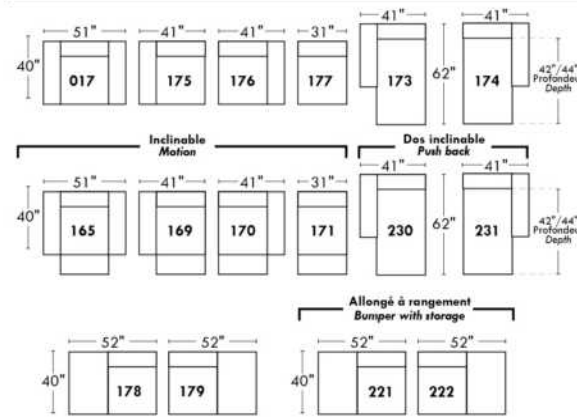 51" 41" 41" 31" 41" 41"
40" 017 175 176 177 173 62" 174 42"/44"
Profondeur
Depth
Inclinable
Motion
Dos inclinable
Push back
51" 41" 41" 31" 41" 41"
40" 165 169 170 171 230 62" 231 42"/44"
Profondeur
Depth
Allongé à rangement
Bumper with storage
52" 52" 52" 52"
40" 178 179 40" 221 222